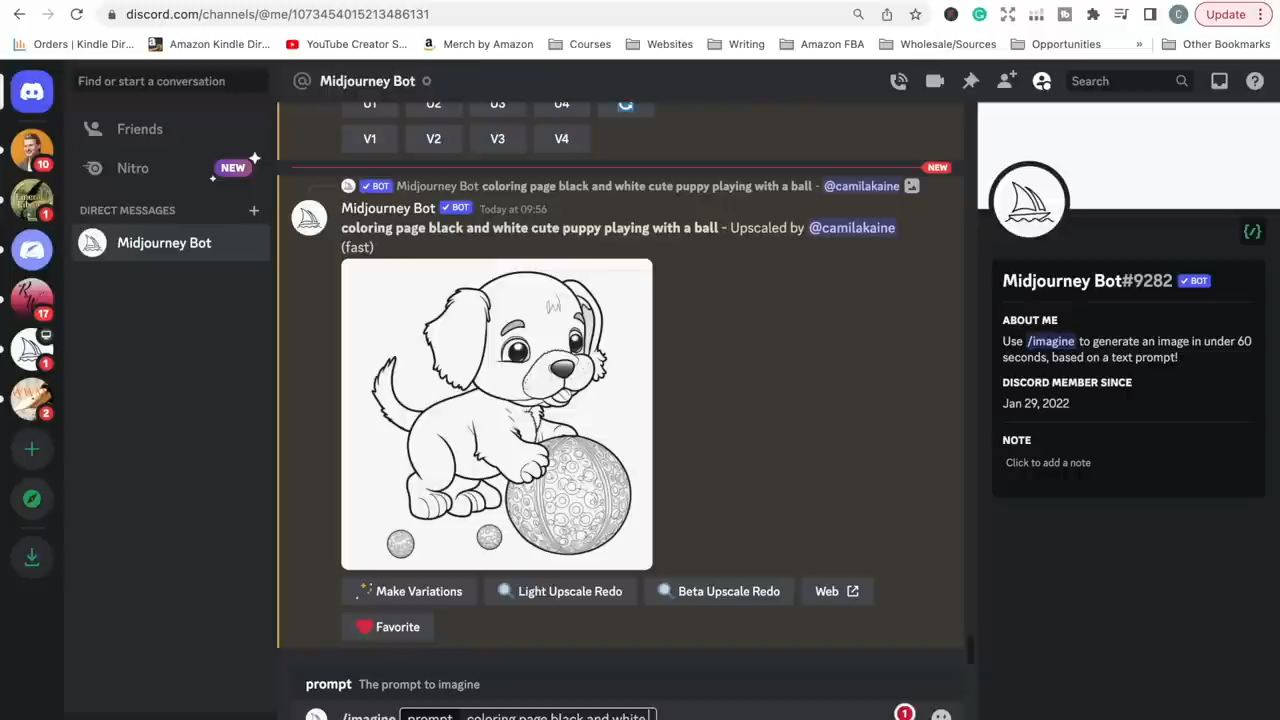 discord.com/channels/@me/1073454015213486131
Update
Orders | Kindle Dir...
Amazon Kindle Dir...
YouTube Creator S...
Merch by Amazon
Courses
Websites
Writing
Amazon FBA
Wholesale/Sources
Opportunities
»
Other Bookmarks
Find or start a conversation
Midjourney Bot
Search
Friends
Nitro
NEW
DIRECT MESSAGES
Midjourney Bot
10
1
17
1
2
U1 U2 U3 U4
V1 V2 V3 V4
NEW
BOT Midjourney Bot coloring page black and white cute puppy playing with a ball - @camilakaine
Midjourney Bot BOT Today at 09:56
coloring page black and white cute puppy playing with a ball - Upscaled by @camilakaine
(fast)
Make Variations
Light Upscale Redo
Beta Upscale Redo
Web
Favorite
prompt The prompt to imagine
/imagine prompt coloring page black and white
1
Midjourney Bot#9282 BOT
ABOUT ME
Use /imagine to generate an image in under 60
seconds, based on a text prompt!
DISCORD MEMBER SINCE
Jan 29, 2022
NOTE
Click to add a note